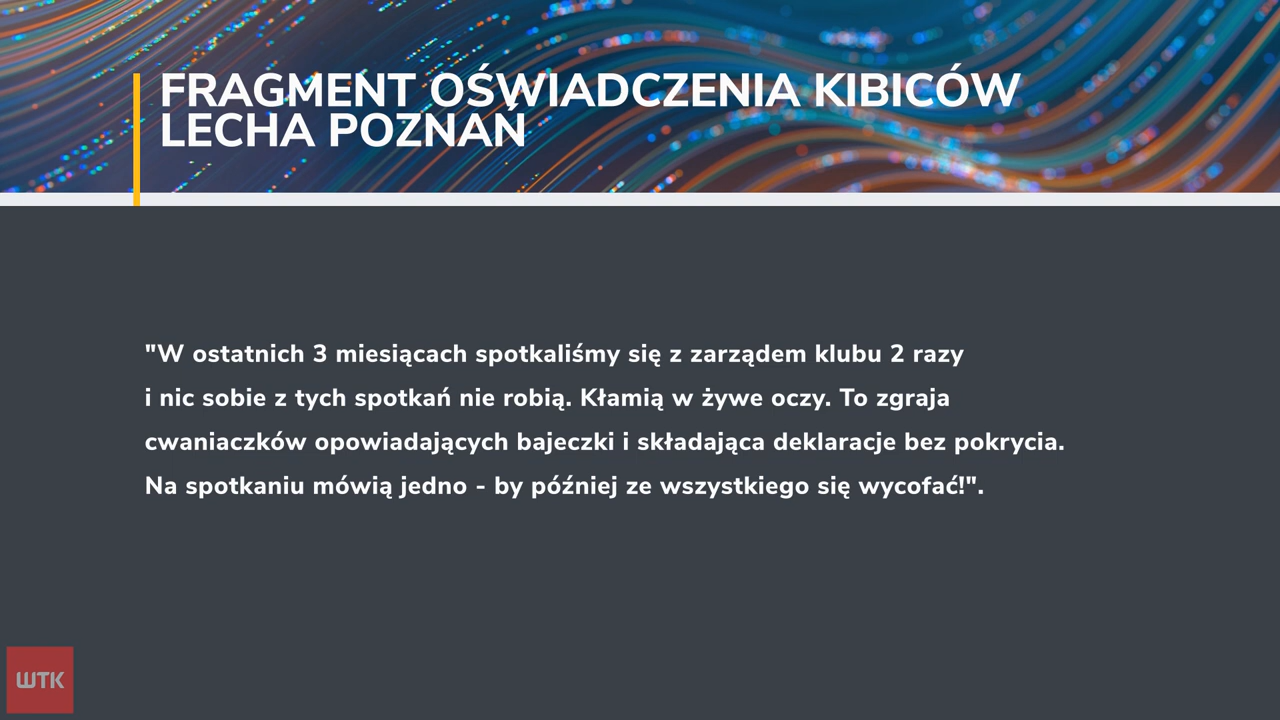 FRAGMENT OŚWIADCZENIA KIBICÓW
LECHA POZNAŃ
"W ostatnich 3 miesiącach spotkaliśmy się z zarządem klubu 2 razy
i nic sobie z tych spotkań nie robią. Kłamią w żywe oczy. To zgraja
cwaniaczków opowiadających bajeczki i składająca deklaracje bez pokrycia.
Na spotkaniu mówią jedno - by później ze wszystkiego się wycofać!".
WTK